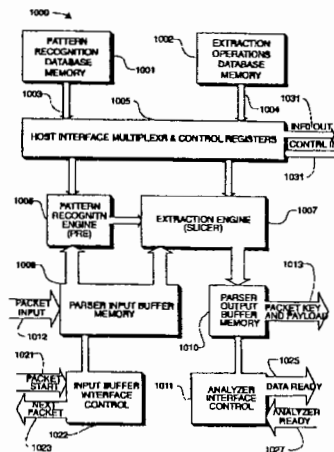 1000
PATTERN
RECOGNITION
DATABASE
MEMORY
1001
1002
EXTRACTION
OPERATIONS
DATABASE
MEMORY
1003
1005
1004
1031
INFO OUT
HOST INTERFACE MULTIPLEXR & CONTROL REGISTERS
CONTRL IN
1031
1006
PATTERN
RECOGNITN
ENGINE
(PRE)
EXTRACTION ENGINE
(SLICER)
1007
1008
PARSER INPUT BUFFER
MEMORY
PACKET
INPUT
1012
PARSER
OUTPUT
BUFFER
MEMORY
1010
1013
PACKET KEY
AND PAYLOAD
1021
PACKET
START
NEXT
PACKET
1023
INPUT BUFFER
INTERFACE
CONTROL
1022
1011
ANALYZER
INTERFACE
CONTROL
1025
DATA READY
ANALYZER
READY
1027